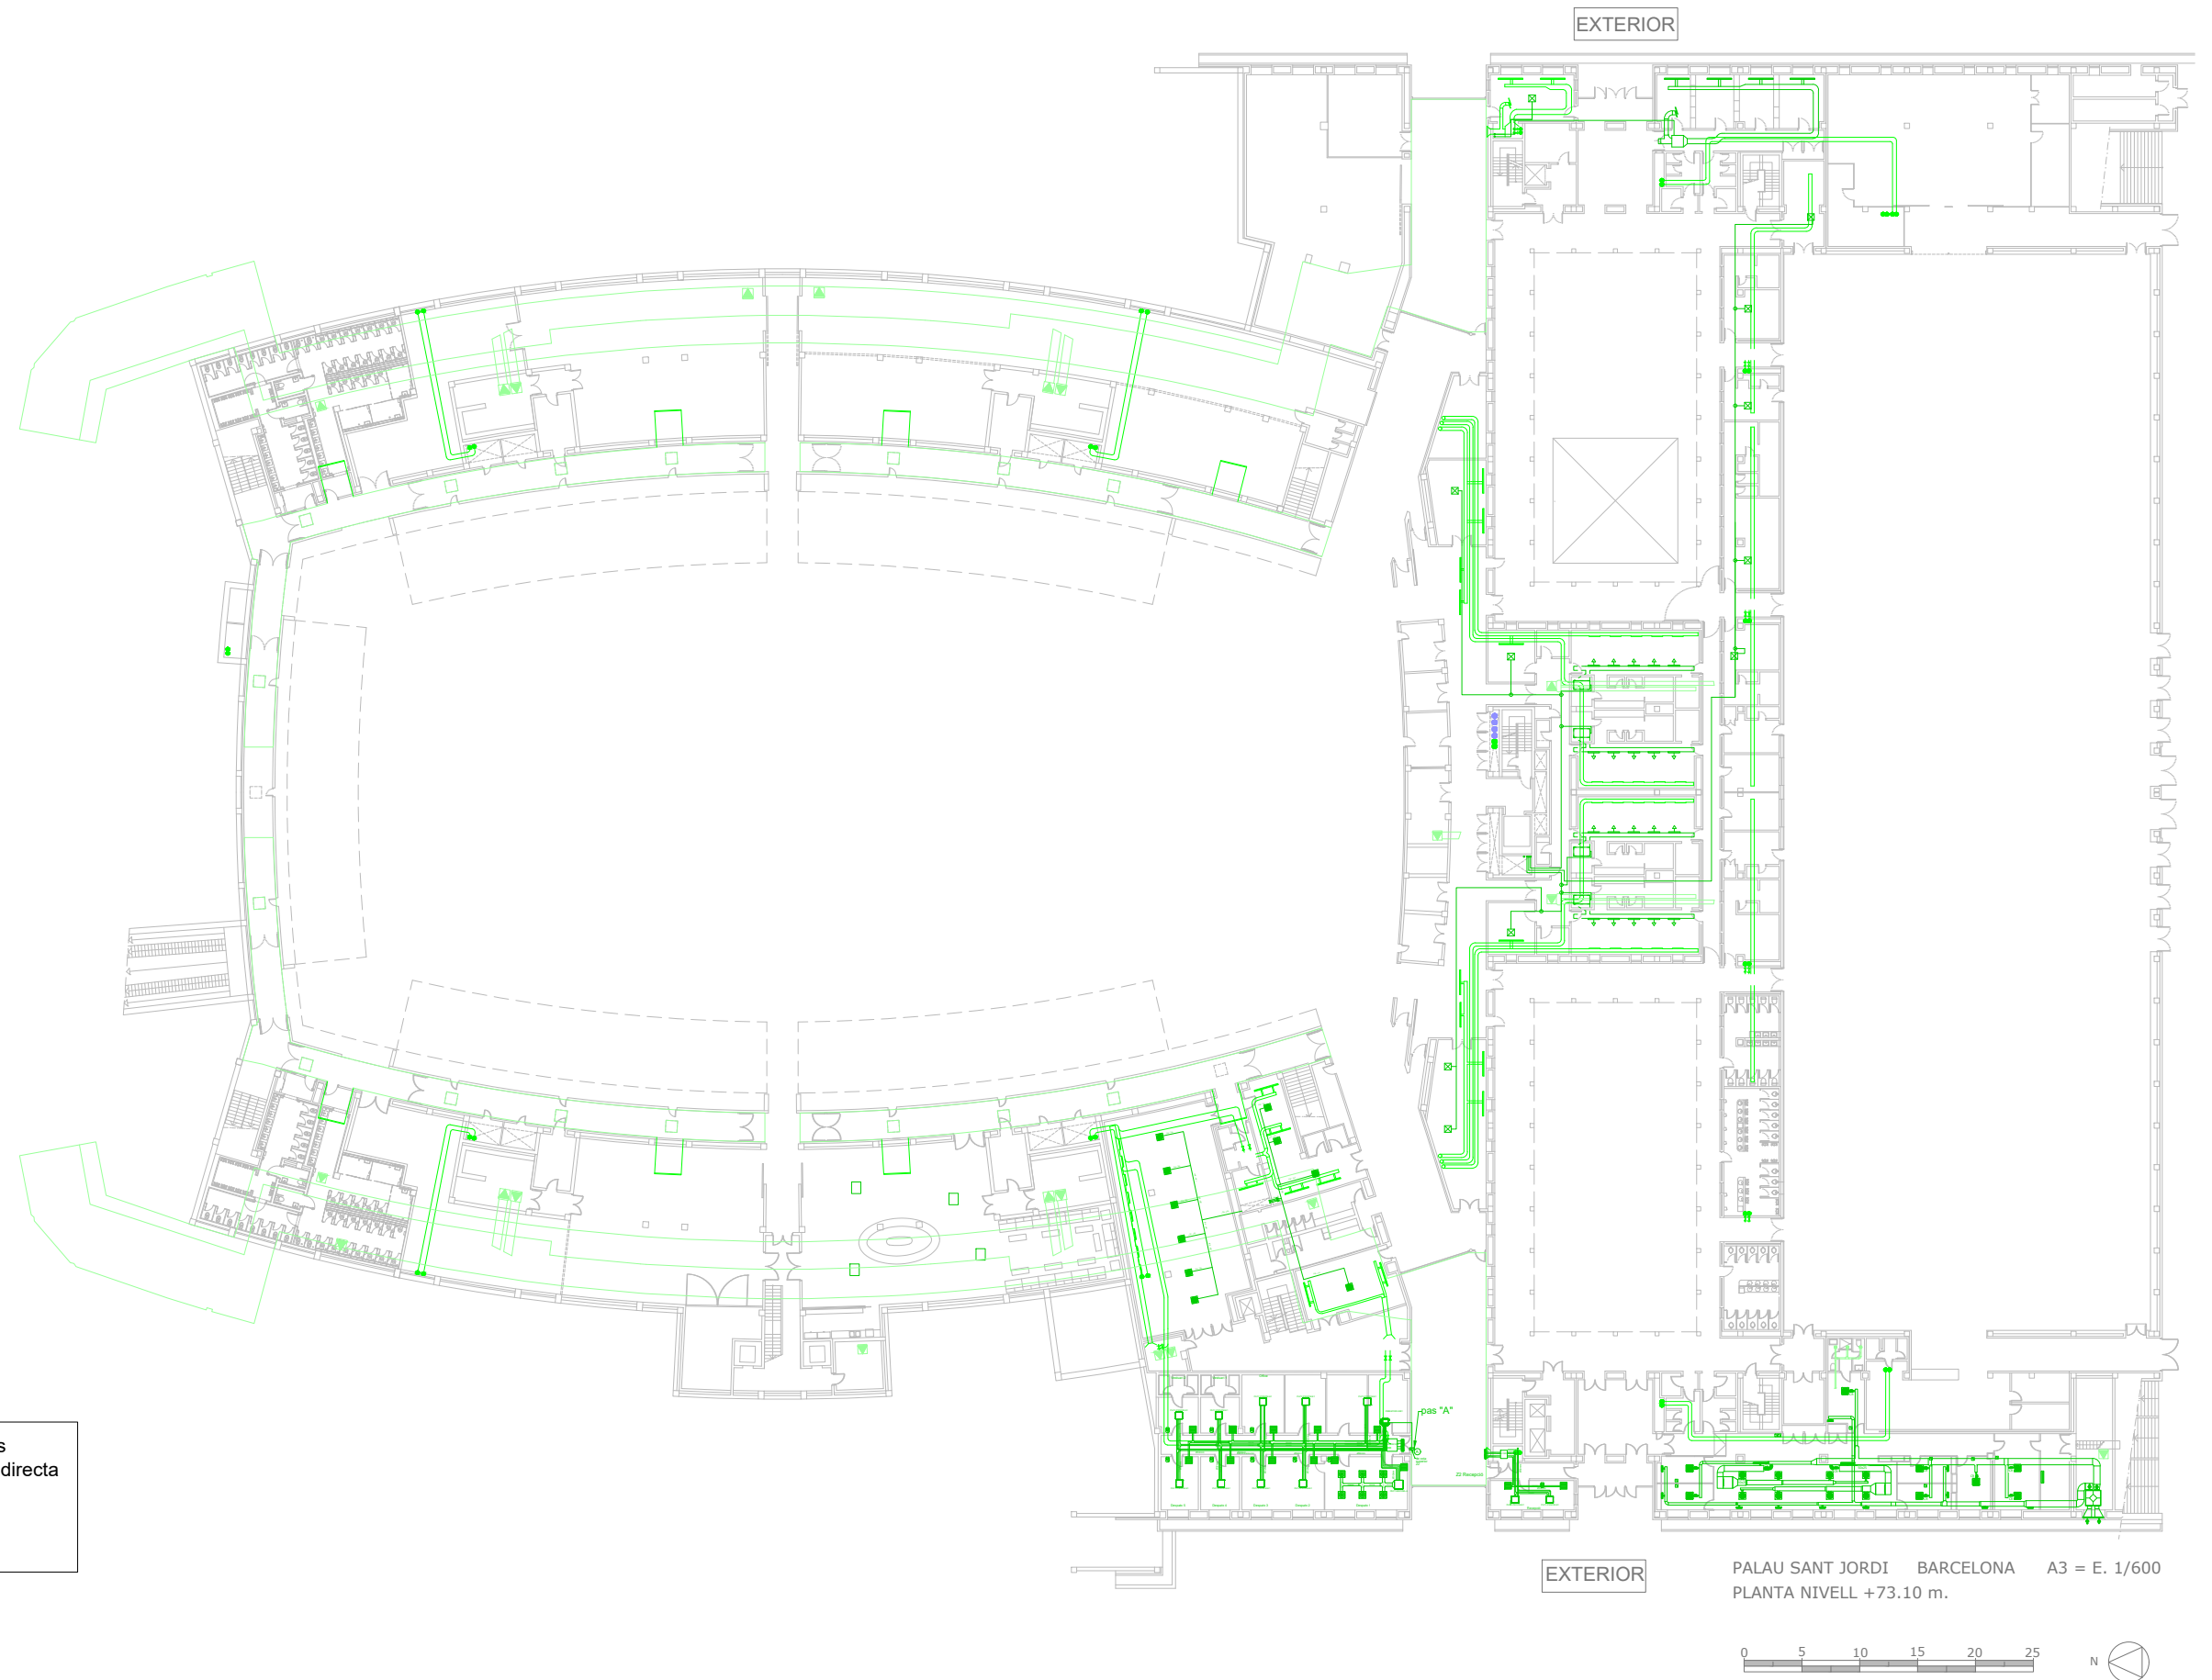 EXTERIOR
pas "A"
s
directa
EXTERIOR
PALAU SANT JORDI BARCELONA A3 = E. 1/600
PLANTA NIVELL +73.10 m.
0 5 10 15 20 25
N